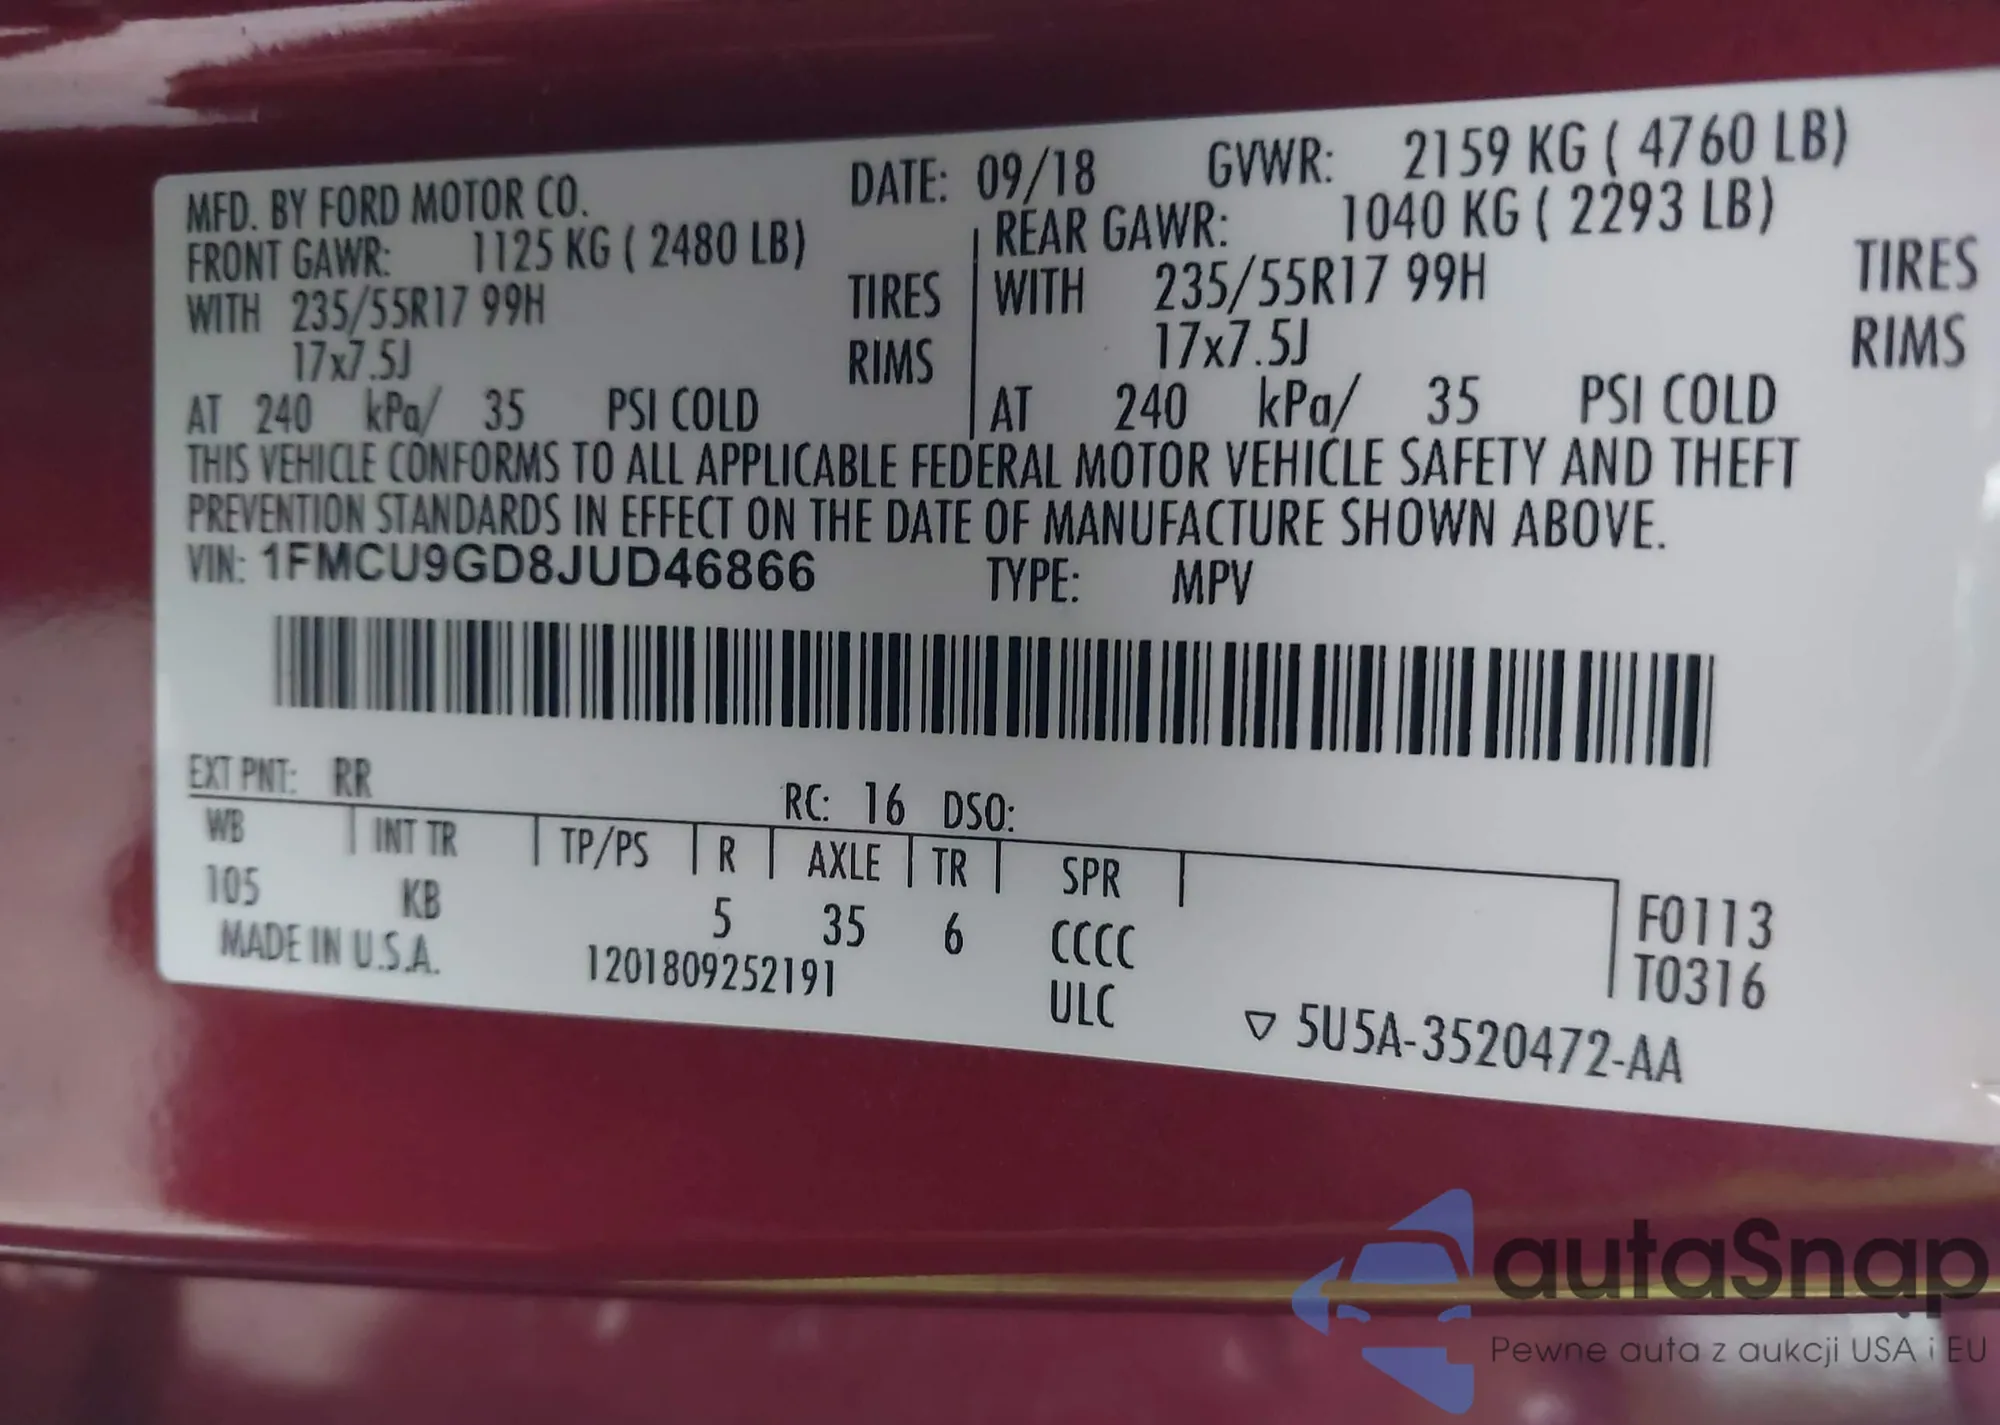 MFD. BY FORD MOTOR CO. DATE: 09/18 GVWR: 2159 KG ( 4760 LB)
FRONT GAWR: 1125 KG ( 2480 LB) REAR GAWR: 1040 KG ( 2293 LB)
WITH 235/55R17 99H TIRES WITH 235/55R17 99H TIRES
17x7.5J RIMS 17x7.5J RIMS
AT 240 kPa/ 35 PSI COLD AT 240 kPa/ 35 PSI COLD
THIS VEHICLE CONFORMS TO ALL APPLICABLE FEDERAL MOTOR VEHICLE SAFETY AND THEFT
PREVENTION STANDARDS IN EFFECT ON THE DATE OF MANUFACTURE SHOWN ABOVE.
VIN: 1FMCU9GD8JUD46866 TYPE: MPV
EXT PNT: RR RC: 16 DSO:
WB INT TR TP/PS R AXLE TR SPR
105 KB 5 35 6 CCCC F0113
MADE IN U.S.A. 1201809252191 ULC T0316
▽ 5U5A-3520472-AA
autaSnap
Pewne auta z aukcji USA i EU